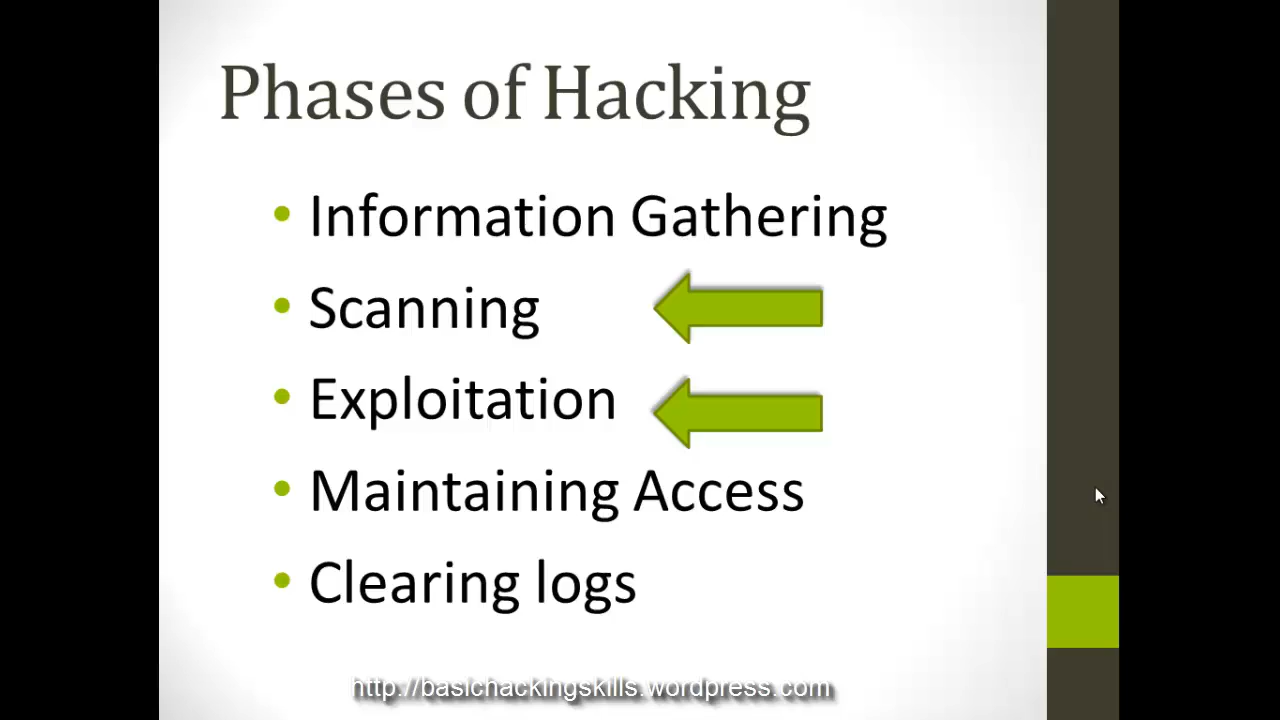 Phases of Hacking
• Information Gathering
• Scanning
• Exploitation
• Maintaining Access
• Clearing logs
http://basichackingskills.wordpress.com